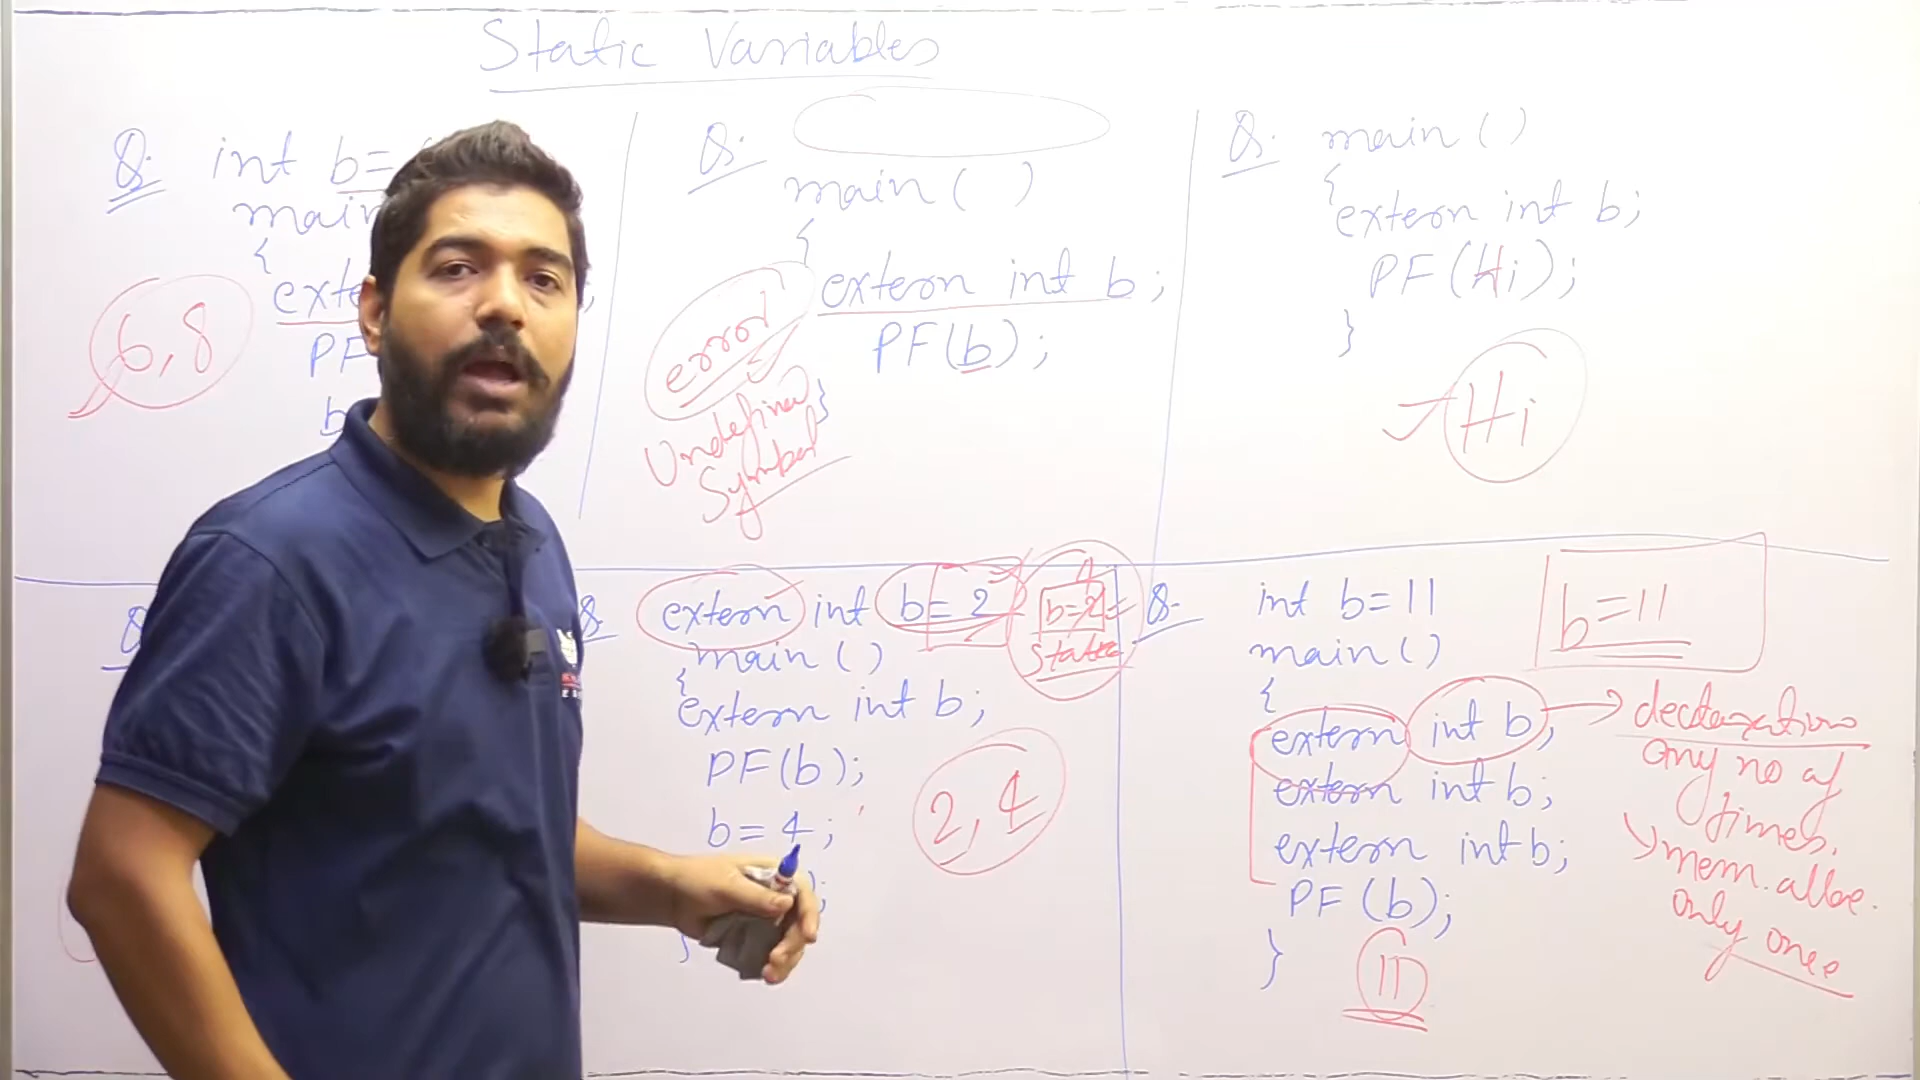 Static Variables
Q. int b=
main
{
exte ;
PF
b
6,8
Q.
main ( )
{
extern int b;
PF(b);
}
error
Undefined
Symbol
Q. main ( )
{
extern int b;
PF(Hi);
}
Hi
Q.
Q. extern int b=2
main ( )
{
extern int b;
PF(b);
b=4;
);
}
4
b=2
static
2,4
Q. int b=11
main ( )
{
extern int b;
extern int b;
extern int b;
PF (b);
}
11
b=11
declarations
any no of
times.
mem. alloc.
only once